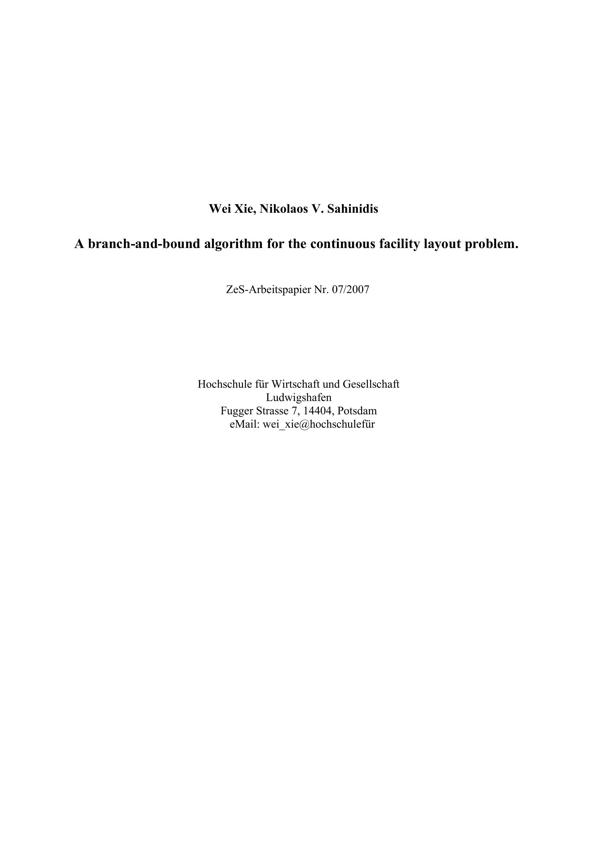 Wei Xie, Nikolaos V. Sahinidis
A branch-and-bound algorithm for the continuous facility layout problem.
ZeS-Arbeitspapier Nr. 07/2007
Hochschule für Wirtschaft und Gesellschaft
Ludwigshafen
Fugger Strasse 7, 14404, Potsdam
eMail: wei_xie@hochschulefür